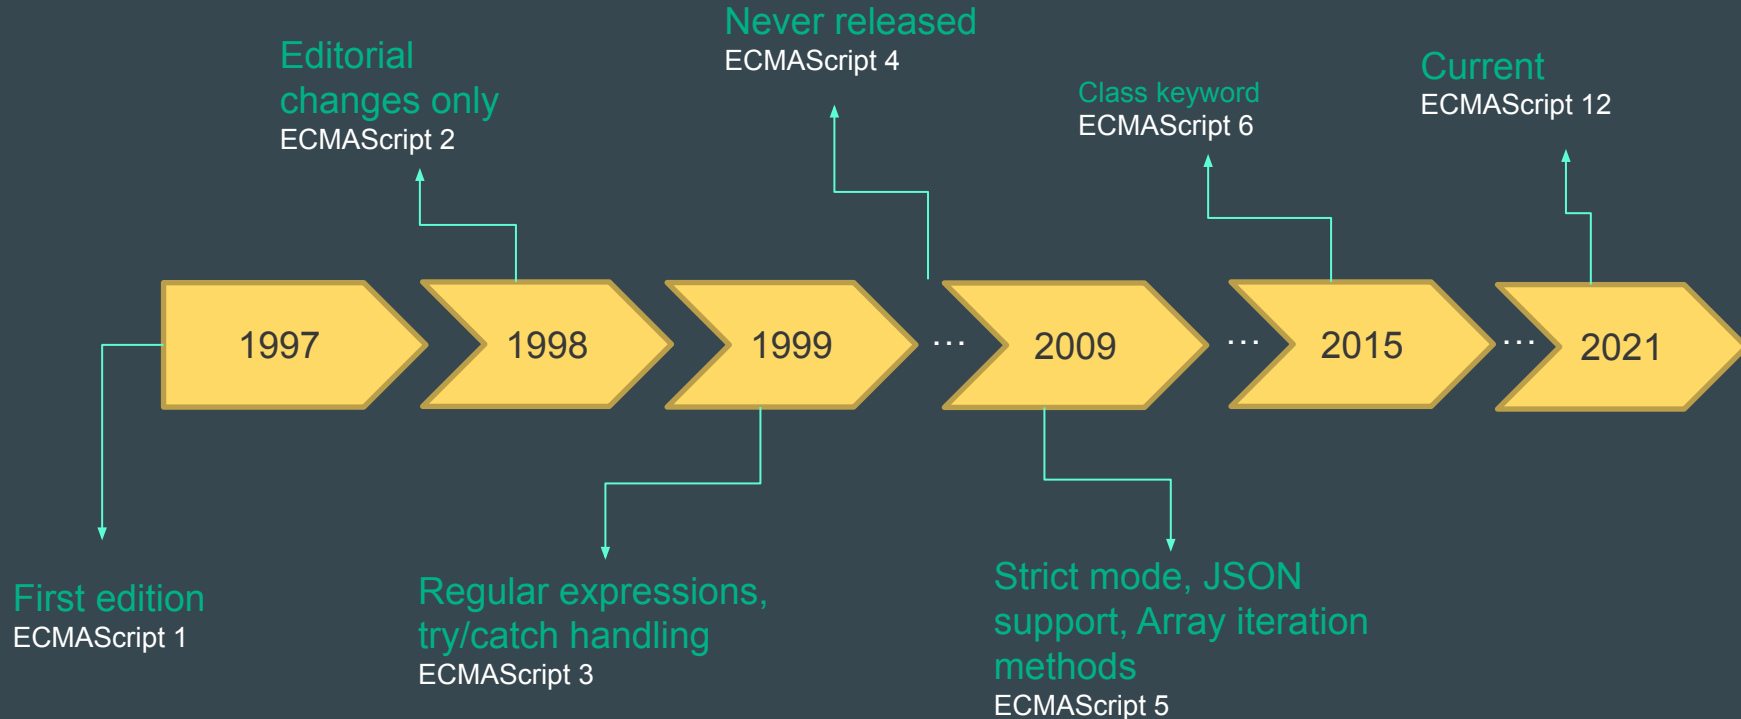 Never released
ECMAScript 4
Editorial
changes only
ECMAScript 2
Current
ECMAScript 12
Class keyword
ECMAScript 6
1997
1998
1999
...
2009
...
2015
...
2021
First edition
ECMAScript 1
Regular expressions,
try/catch handling
ECMAScript 3
Strict mode, JSON
support, Array iteration
methods
ECMAScript 5